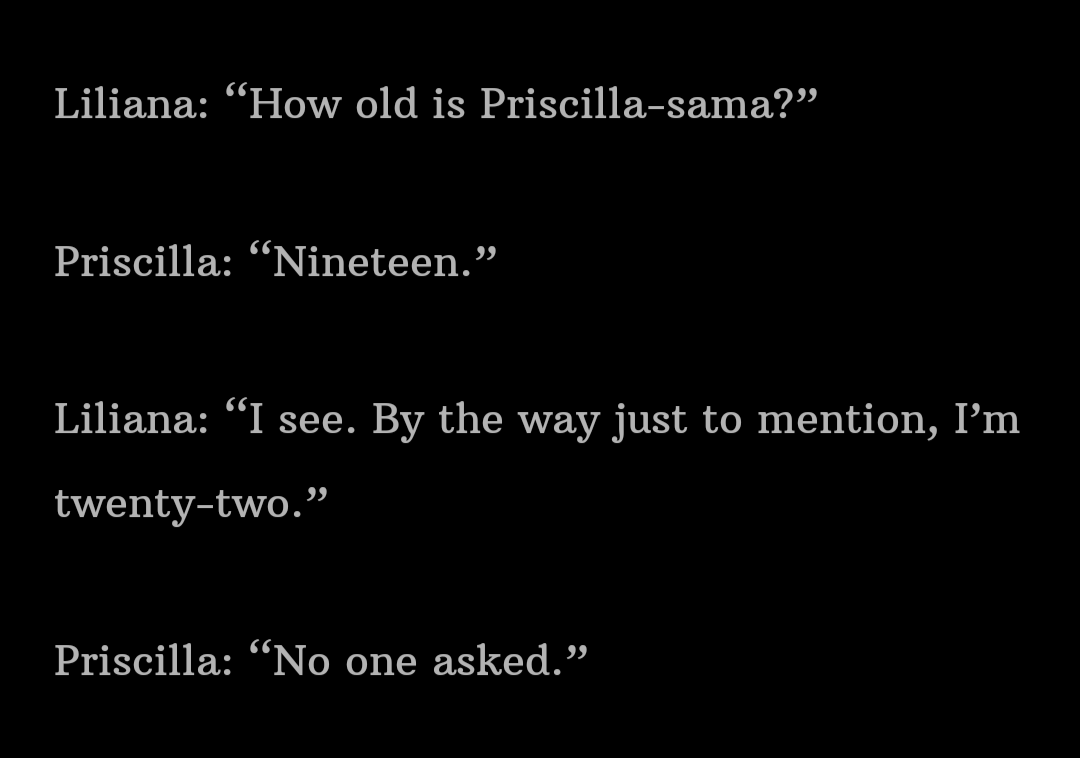 Liliana: “How old is Priscilla-sama?”
Priscilla: “Nineteen.”
Liliana: “I see. By the way just to mention, I’m
twenty-two.”
Priscilla: “No one asked.”